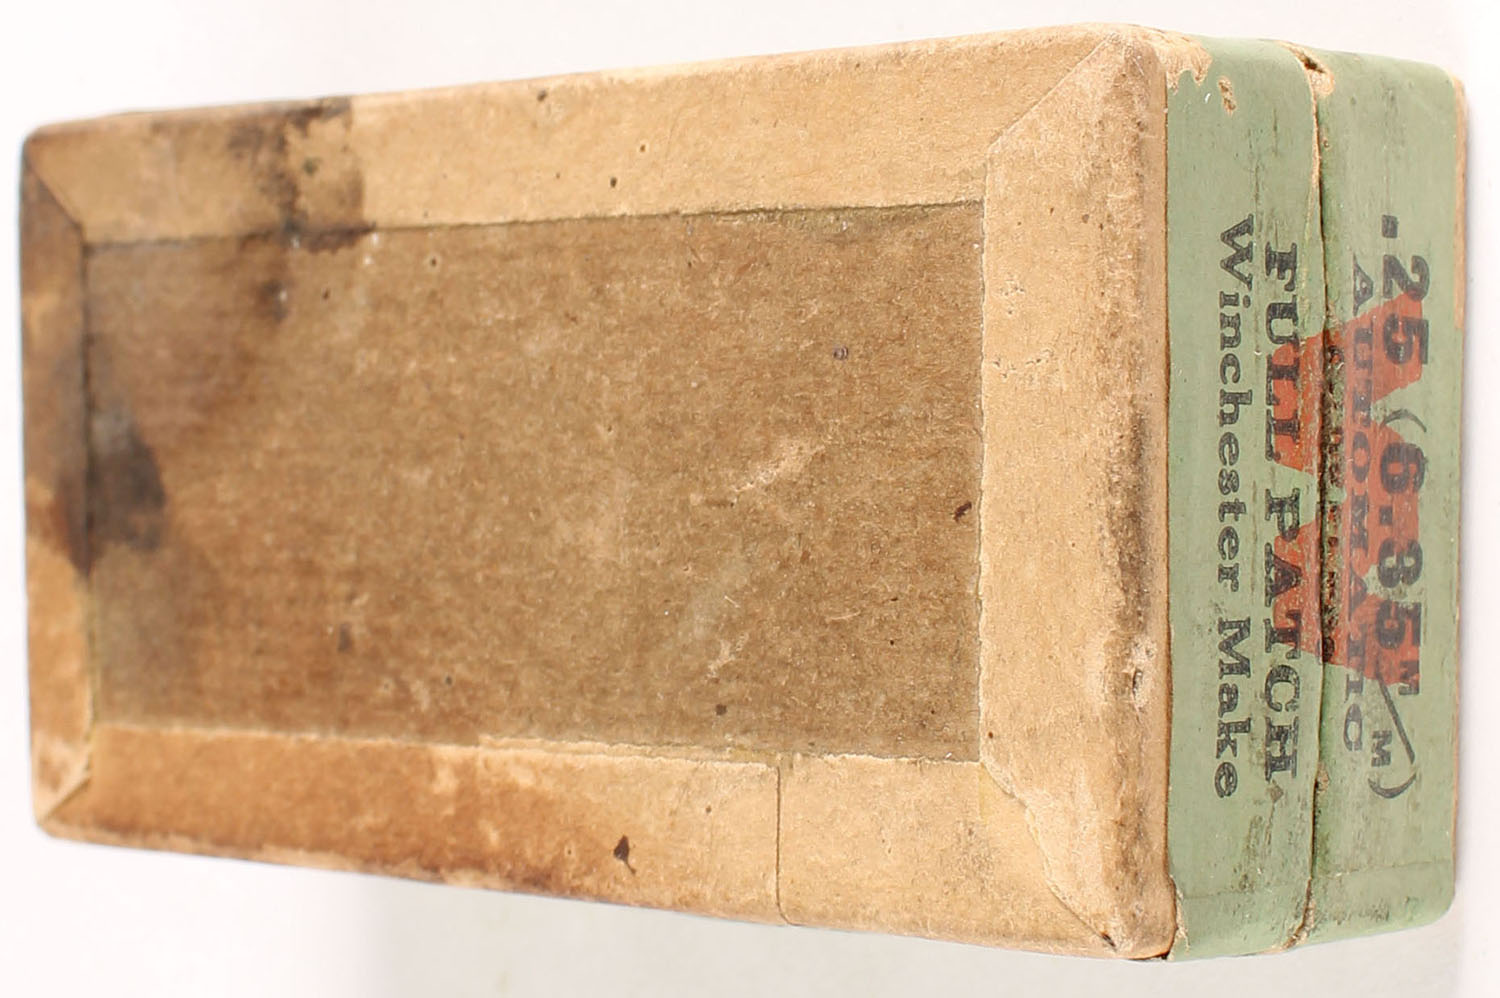 .25 (6.35 M/M)
AUTOMATIC
FULL PATCH
Winchester Make
W